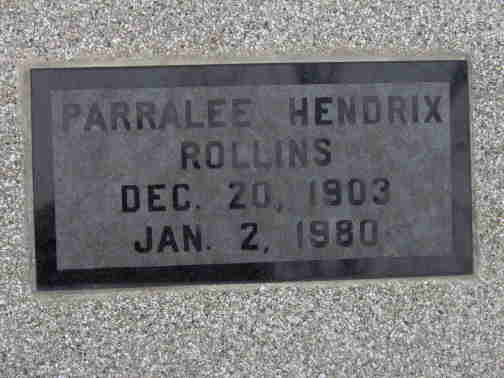 PARRALEE HENDRIX
ROLLINS
DEC. 20, 1903
JAN. 2, 1980